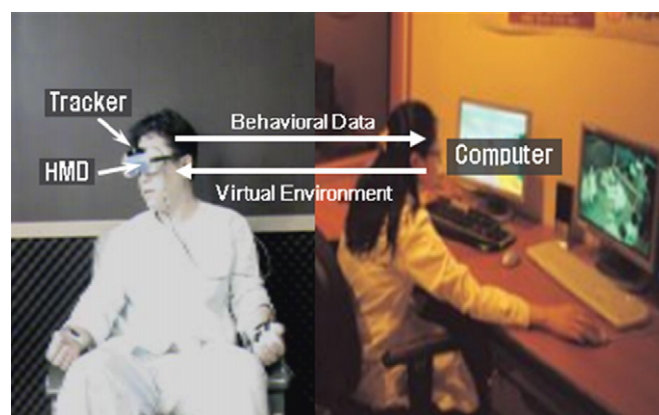 Tracker
HMD
Behavioral Data
Virtual Environment
Computer